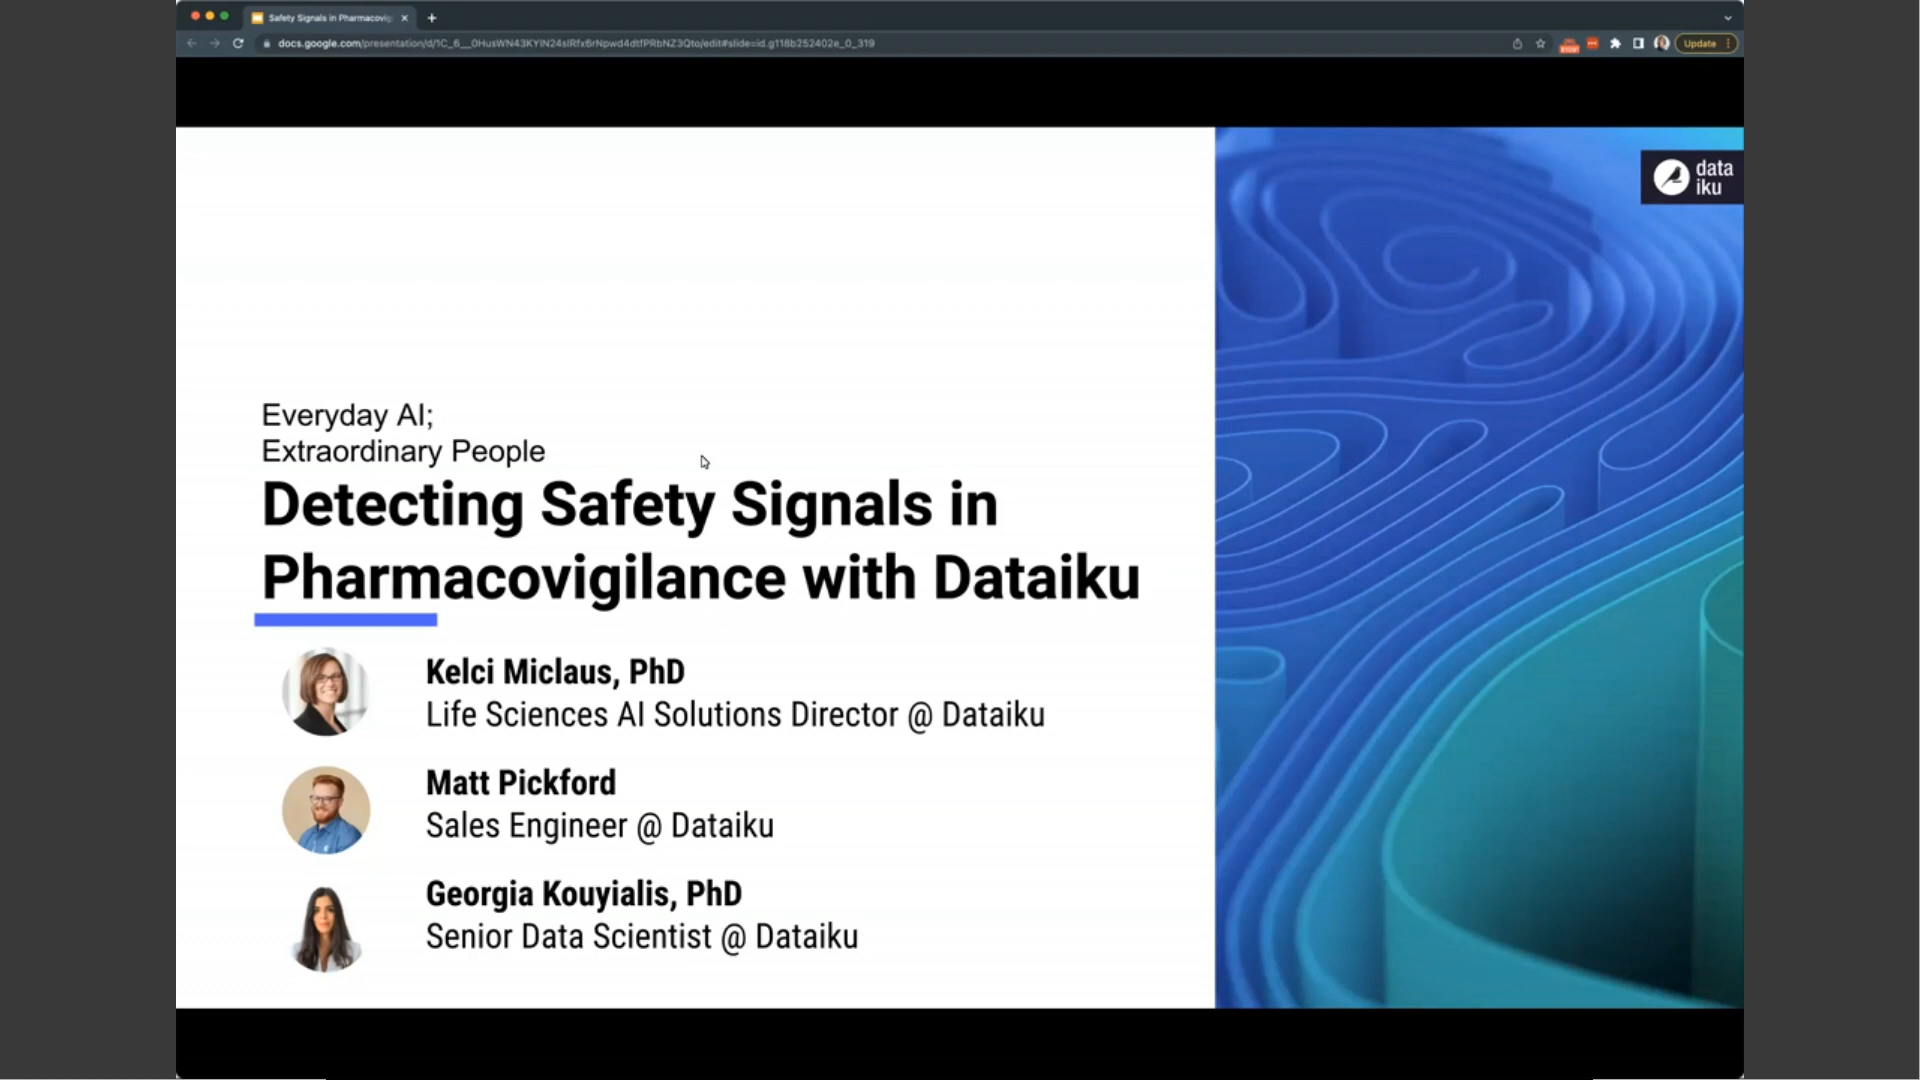 Safety Signals in Pharmacovig
docs.google.com/presentation/d/
Update
data
iku
Everyday AI;
Extraordinary People
Detecting Safety Signals in
Pharmacovigilance with Dataiku
Kelci Miclaus, PhD
Life Sciences AI Solutions Director @ Dataiku
Matt Pickford
Sales Engineer @ Dataiku
Georgia Kouyialis, PhD
Senior Data Scientist @ Dataiku